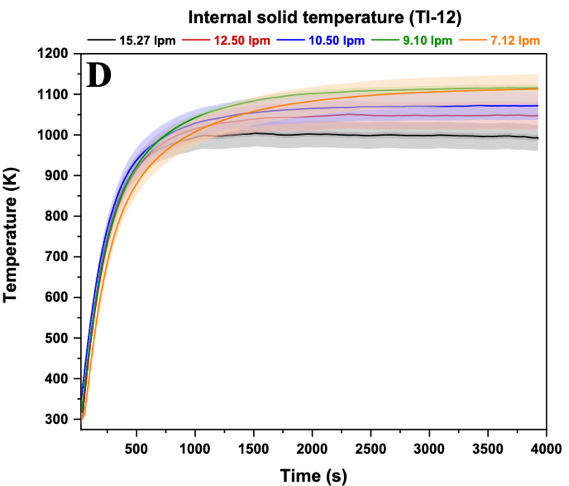 Internal solid temperature (TI-12)
15.27 lpm 12.50 lpm 10.50 lpm 9.10 lpm 7.12 lpm
D
1200
1100
1000
900
800
700
600
500
400
300
Temperature (K)
500 1000 1500 2000 2500 3000 3500 4000
Time (s)